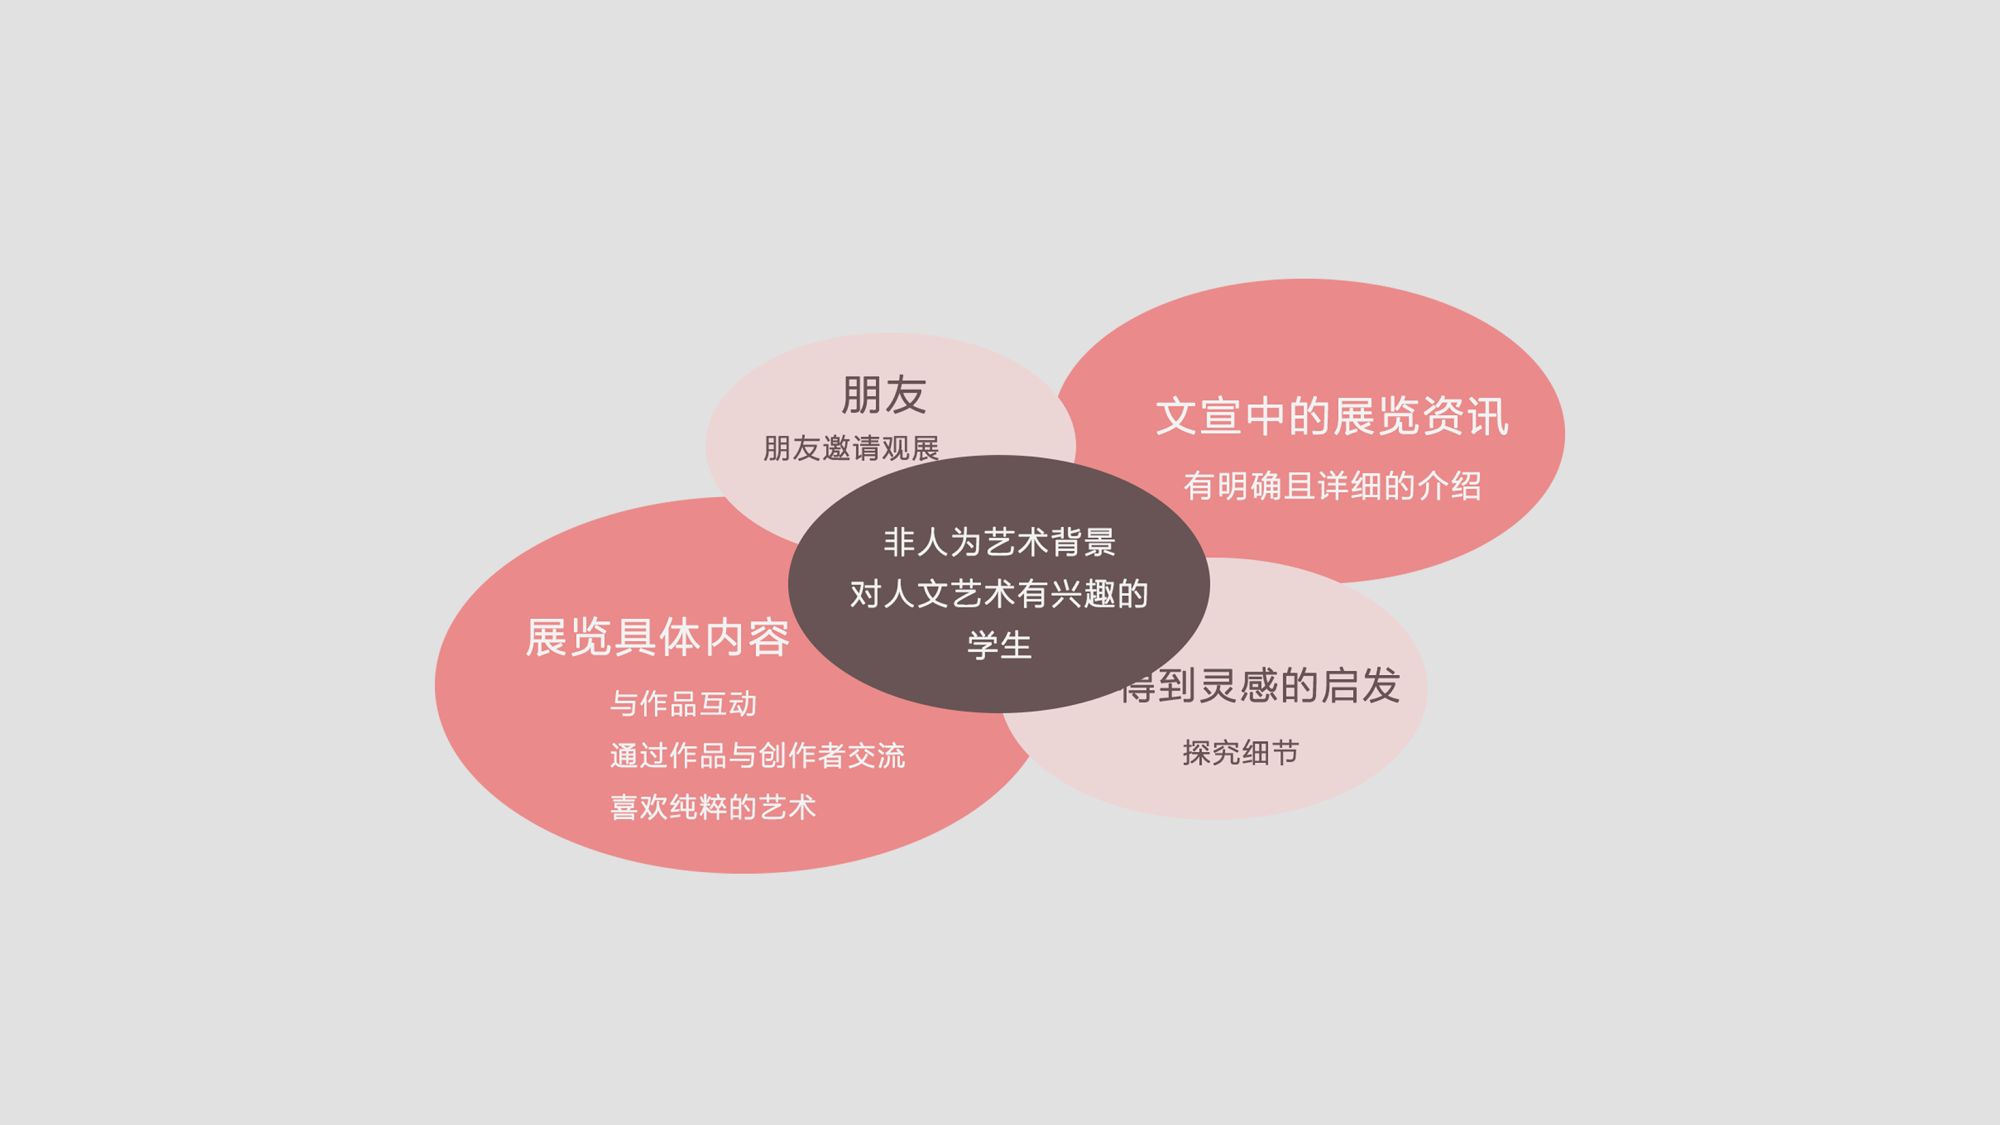 朋友
朋友邀请观展
文宣中的展览资讯
有明确且详细的介绍
非人为艺术背景
对人文艺术有兴趣的
学生
展览具体内容
与作品互动
通过作品与创作者交流
喜欢纯粹的艺术
得到灵感的启发
探究细节